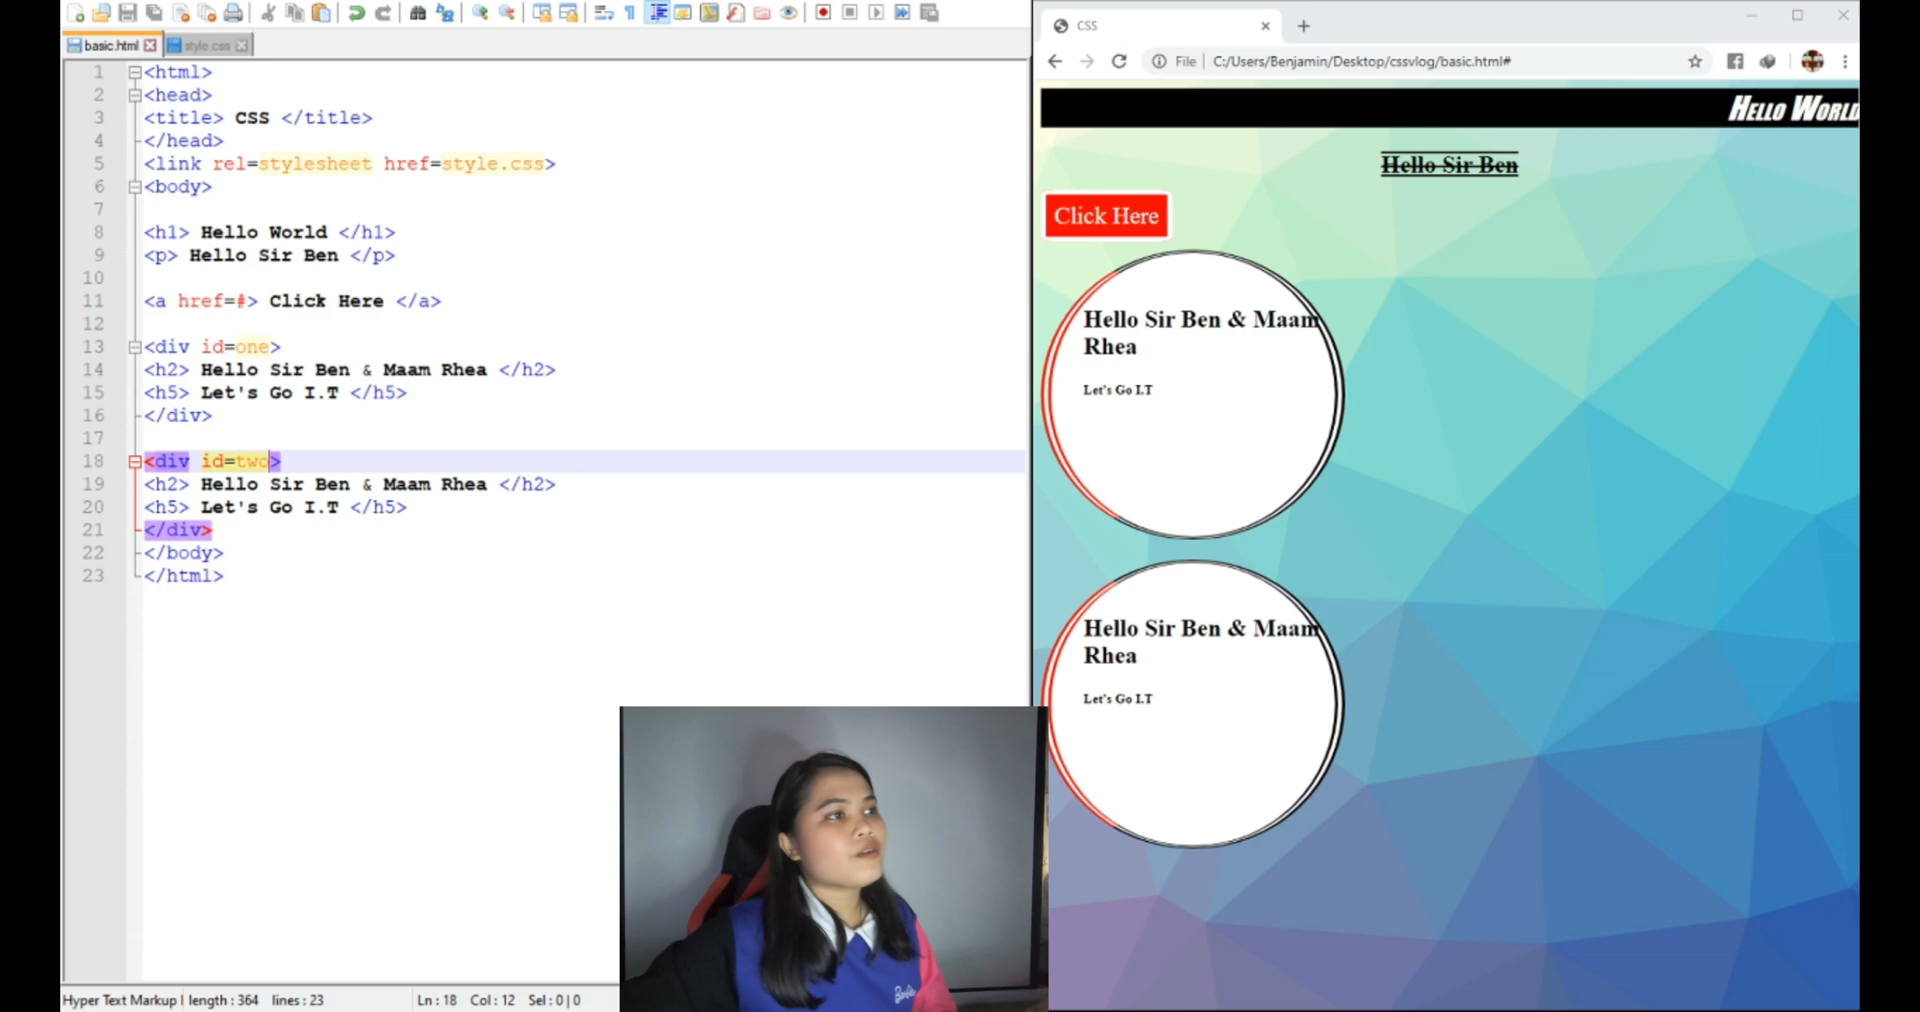 basic.html
style.css
1 <html>
2 <head>
3 <title> CSS </title>
4 </head>
5 <link rel=stylesheet href=style.css>
6 <body>
7
8 <h1> Hello World </h1>
9 <p> Hello Sir Ben </p>
10
11 <a href=#> Click Here </a>
12
13 <div id=one>
14 <h2> Hello Sir Ben & Maam Rhea </h2>
15 <h5> Let's Go I.T </h5>
16 </div>
17
18 <div id=two>
19 <h2> Hello Sir Ben & Maam Rhea </h2>
20 <h5> Let's Go I.T </h5>
21 </div>
22 </body>
23 </html>
Hyper Text Markup l length : 364 lines : 23 Ln : 18 Col : 12 Sel : 0 | 0
CSS
File C:/Users/Benjamin/Desktop/cssvlog/basic.html#
Hello World
Hello Sir Ben
Click Here
Hello Sir Ben & Maam
Rhea
Let's Go I.T
Hello Sir Ben & Maam
Rhea
Let's Go I.T
Barbie